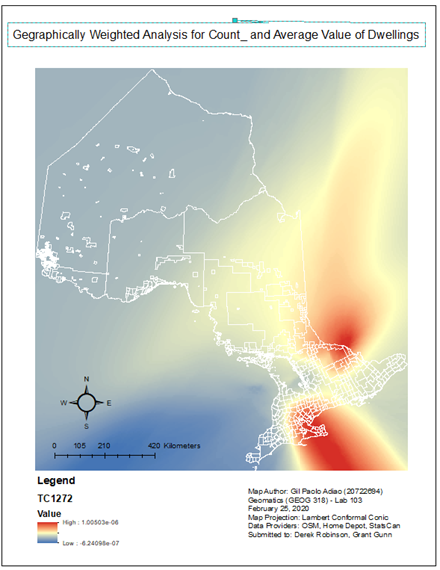 Gegraphically Weighted Analysis for Count_ and Average Value of Dwellings
N
W E
S
0 105 210 420 Kilometers
Legend
TC1272
Value
High : 1.00503e-06
Low : -6.24098e-07
Map Author: Gil Paolo Adiao (20722694)
Geomatics (GEOG 318) - Lab 103
February 25, 2020
Map Projection: Lambert Conformal Conic
Data Providers: OSM, Home Depot, StatsCan
Submitted to: Derek Robinson, Grant Gunn